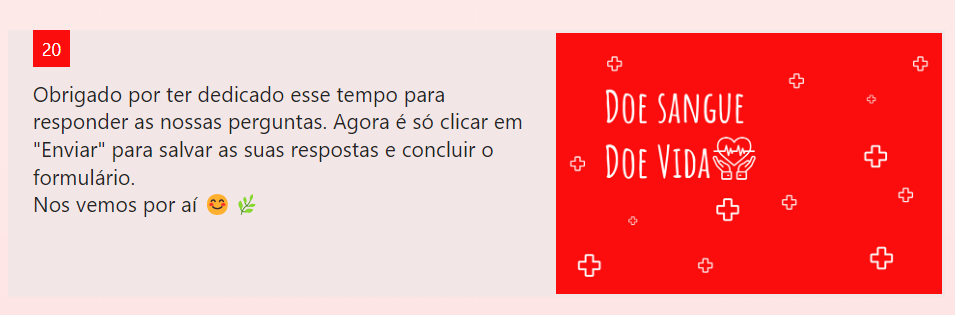 20
Obrigado por ter dedicado esse tempo para
responder as nossas perguntas. Agora é só clicar em
"Enviar" para salvar as suas respostas e concluir o
formulário.
Nos vemos por aí 😊 🌿
Doe sangue
Doe Vida